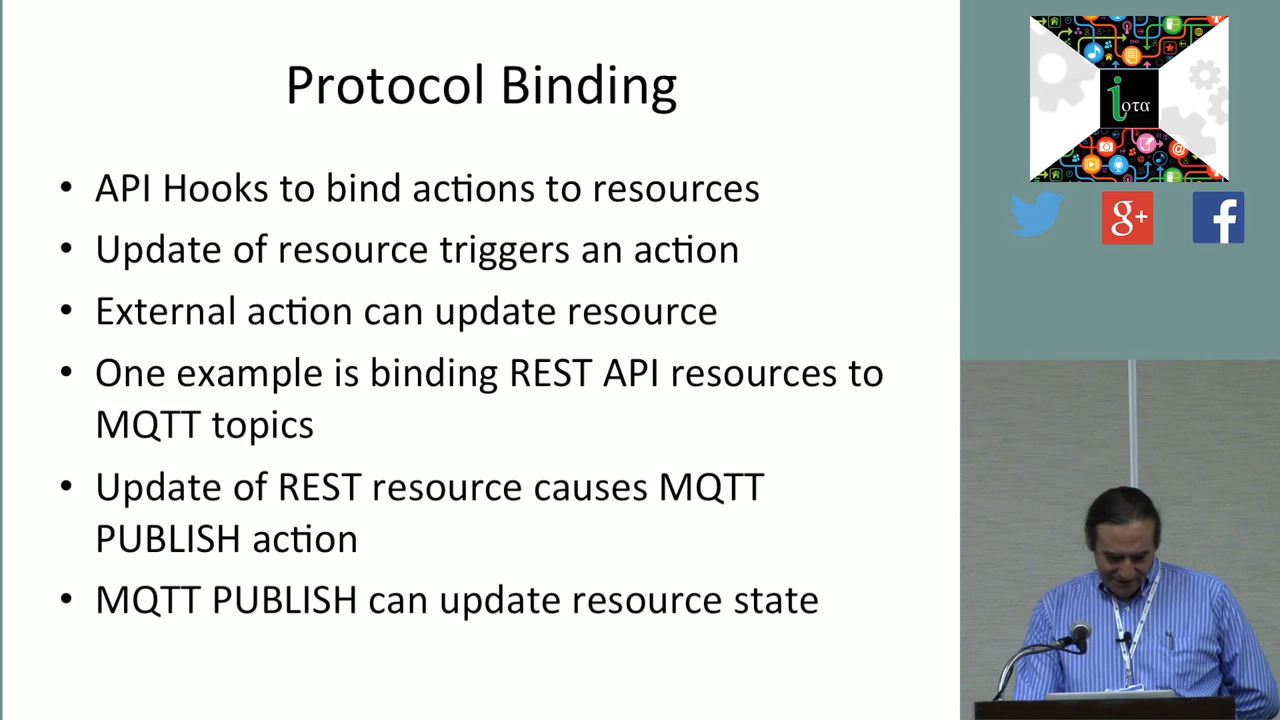 Protocol Binding
• API Hooks to bind actions to resources
• Update of resource triggers an action
• External action can update resource
• One example is binding REST API resources to
MQTT topics
• Update of REST resource causes MQTT
PUBLISH action
• MQTT PUBLISH can update resource state
iοτα
g+
f